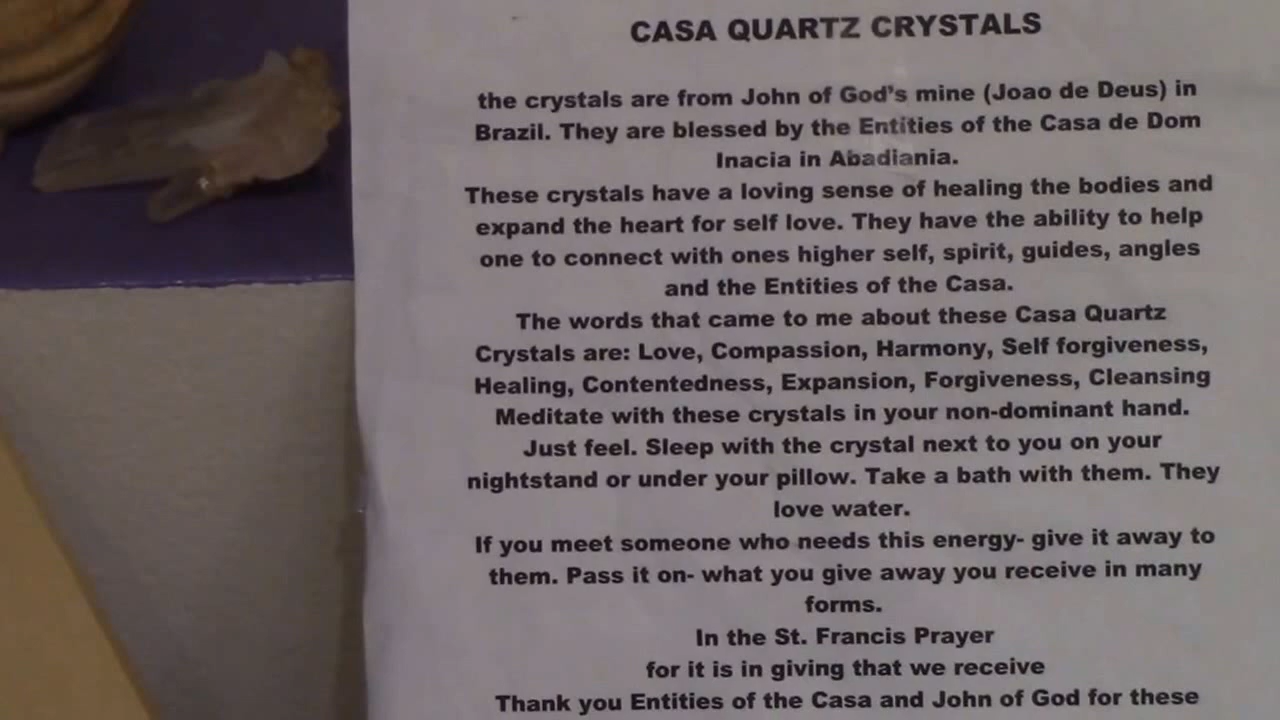 CASA QUARTZ CRYSTALS
the crystals are from John of God's mine (Joao de Deus) in
Brazil. They are blessed by the Entities of the Casa de Dom
Inacia in Abadiania.
These crystals have a loving sense of healing the bodies and
expand the heart for self love. They have the ability to help
one to connect with ones higher self, spirit, guides, angles
and the Entities of the Casa.
The words that came to me about these Casa Quartz
Crystals are: Love, Compassion, Harmony, Self forgiveness,
Healing, Contentedness, Expansion, Forgiveness, Cleansing
Meditate with these crystals in your non-dominant hand.
Just feel. Sleep with the crystal next to you on your
nightstand or under your pillow. Take a bath with them. They
love water.
If you meet someone who needs this energy- give it away to
them. Pass it on- what you give away you receive in many
forms.
In the St. Francis Prayer
for it is in giving that we receive
Thank you Entities of the Casa and John of God for these